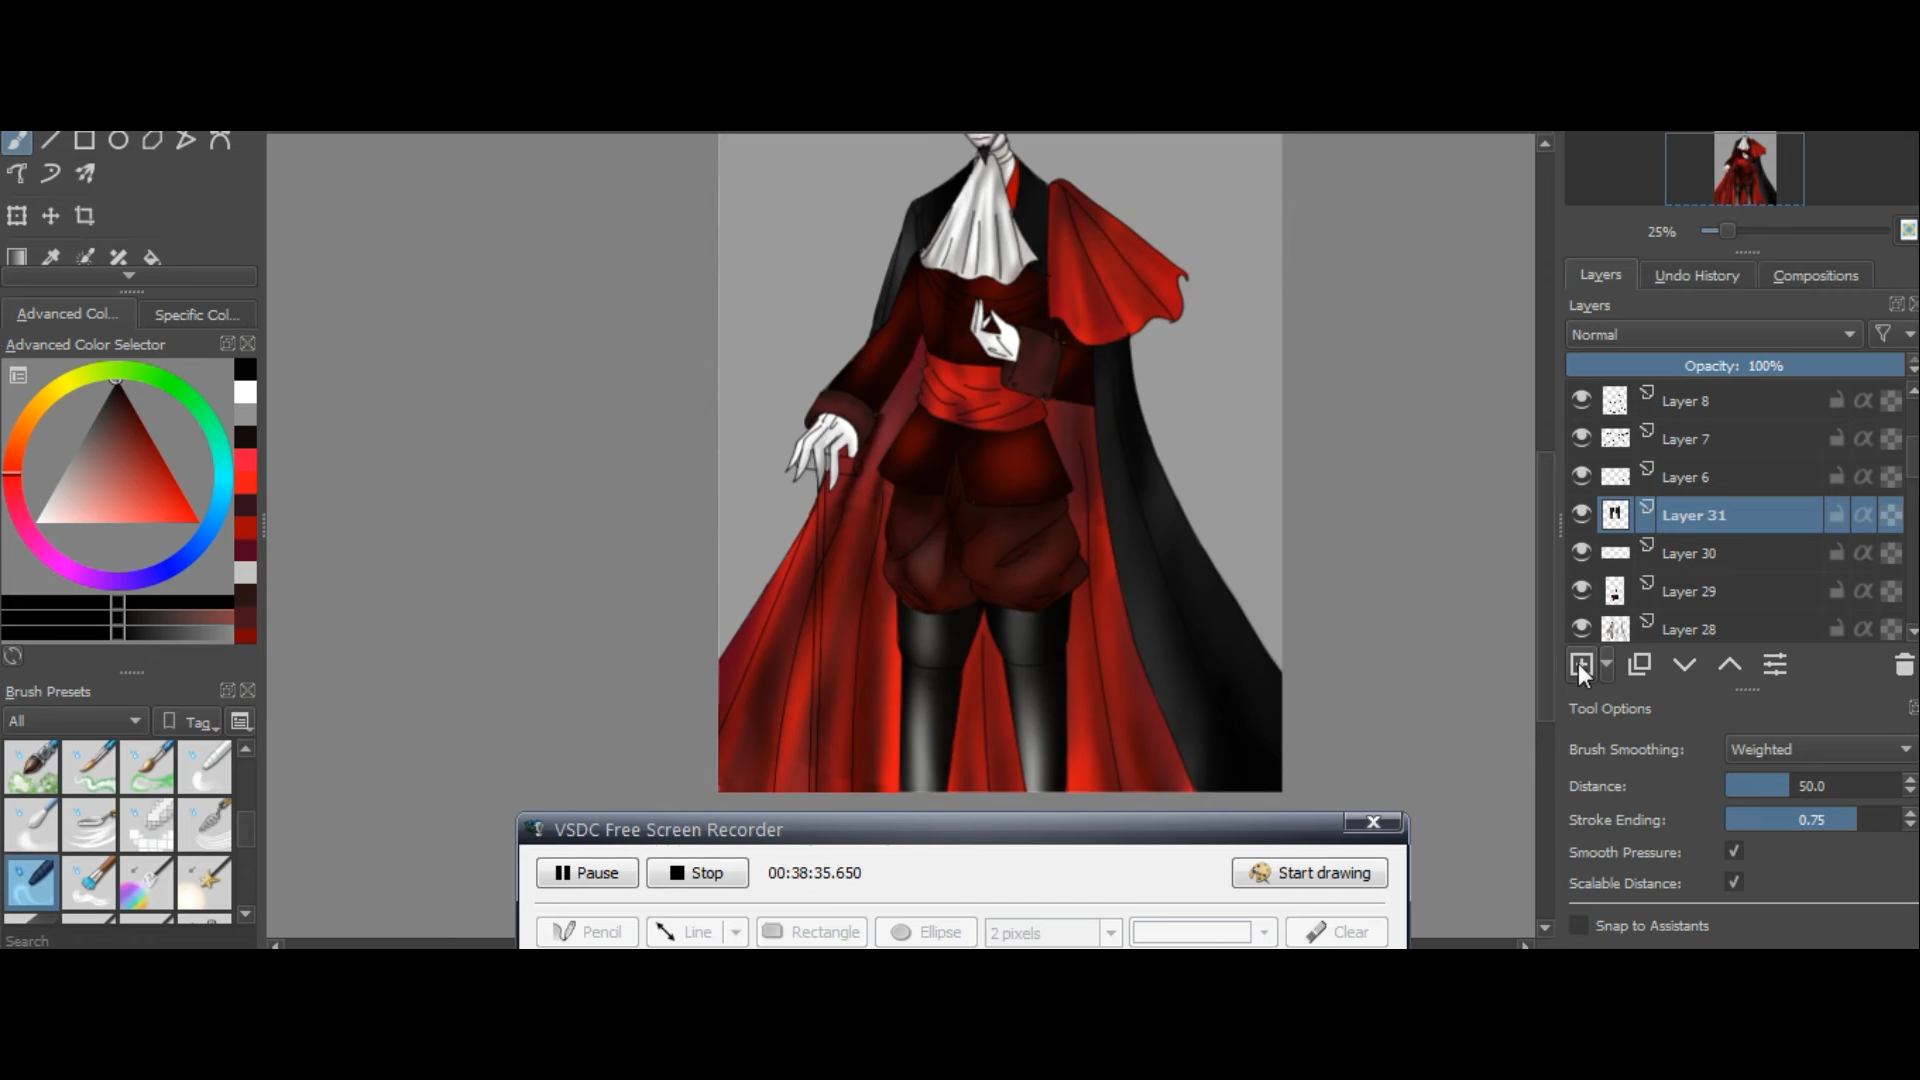 Advanced Col...
Specific Col...
Advanced Color Selector
Brush Presets
All
Tag
Search
25%
Layers
Undo History
Compositions
Layers
Normal
Opacity: 100%
Layer 8
Layer 7
Layer 6
Layer 31
Layer 30
Layer 29
Layer 28
Tool Options
Brush Smoothing:
Weighted
Distance:
50.0
Stroke Ending:
0.75
Smooth Pressure:
Scalable Distance:
Snap to Assistants
VSDC Free Screen Recorder
Pause
Stop
00:38:35.650
Start drawing
Pencil
Line
Rectangle
Ellipse
2 pixels
Clear